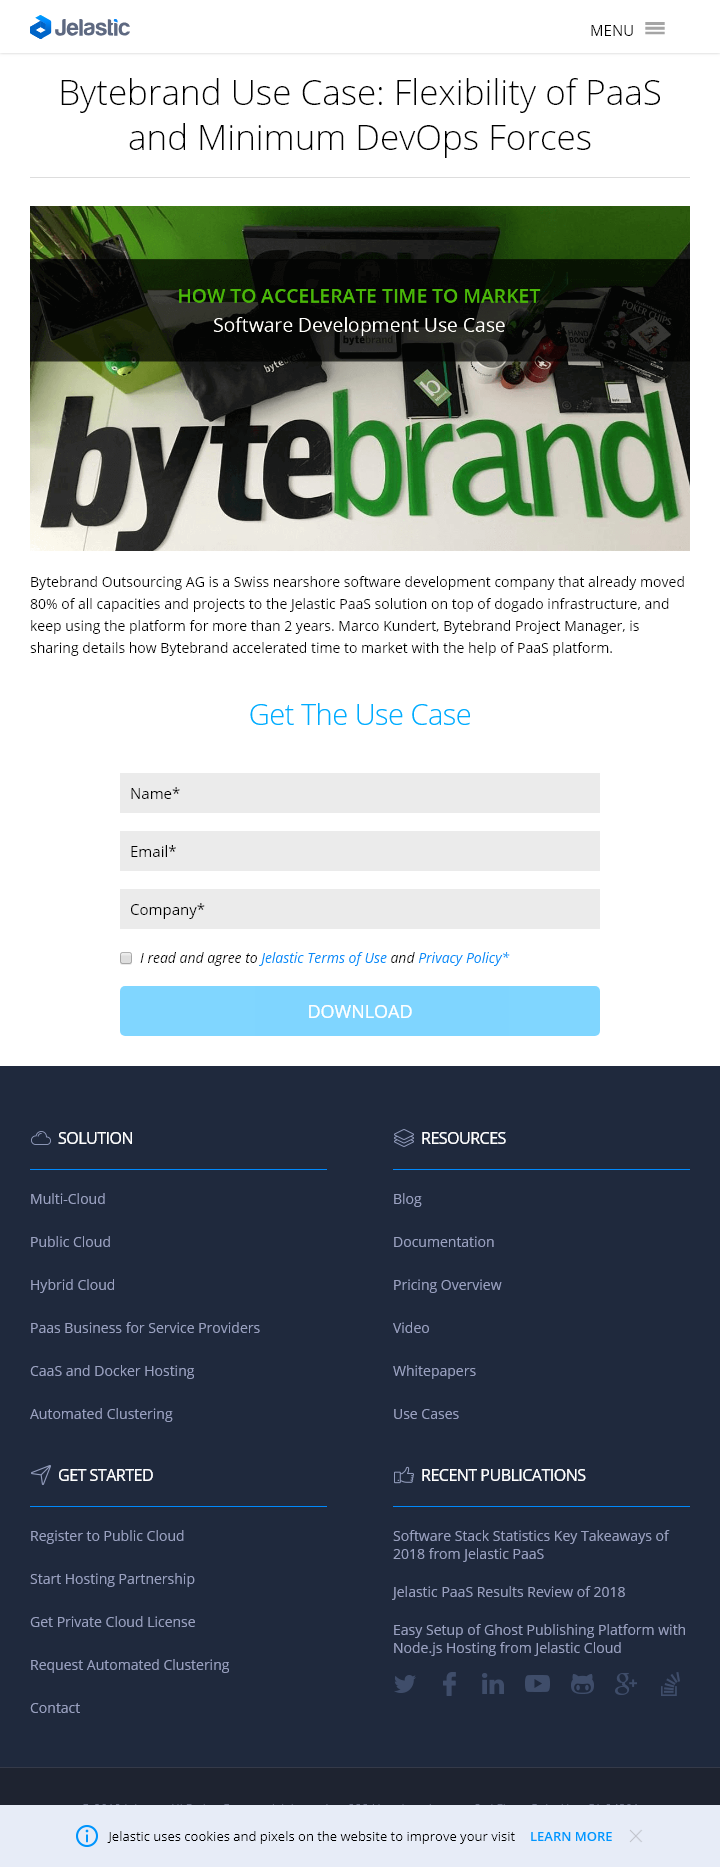 Jelastic
MENU
Bytebrand Use Case: Flexibility of PaaS
and Minimum DevOps Forces
HOW TO ACCELERATE TIME TO MARKET
Software Development Use Case
POKER CHIPS
bytebrand
bytebrand
b
bytebrand
Bytebrand Outsourcing AG is a Swiss nearshore software development company that already moved
80% of all capacities and projects to the Jelastic PaaS solution on top of dogado infrastructure, and
keep using the platform for more than 2 years. Marco Kundert, Bytebrand Project Manager, is
sharing details how Bytebrand accelerated time to market with the help of PaaS platform.
Get The Use Case
Name*
Email*
Company*
I read and agree to Jelastic Terms of Use and Privacy Policy*
DOWNLOAD
SOLUTION
Multi-Cloud
Public Cloud
Hybrid Cloud
Paas Business for Service Providers
CaaS and Docker Hosting
Automated Clustering
RESOURCES
Blog
Documentation
Pricing Overview
Video
Whitepapers
Use Cases
GET STARTED
Register to Public Cloud
Start Hosting Partnership
Get Private Cloud License
Request Automated Clustering
Contact
RECENT PUBLICATIONS
Software Stack Statistics Key Takeaways of
2018 from Jelastic PaaS
Jelastic PaaS Results Review of 2018
Easy Setup of Ghost Publishing Platform with
Node.js Hosting from Jelastic Cloud
Jelastic uses cookies and pixels on the website to improve your visit LEARN MORE